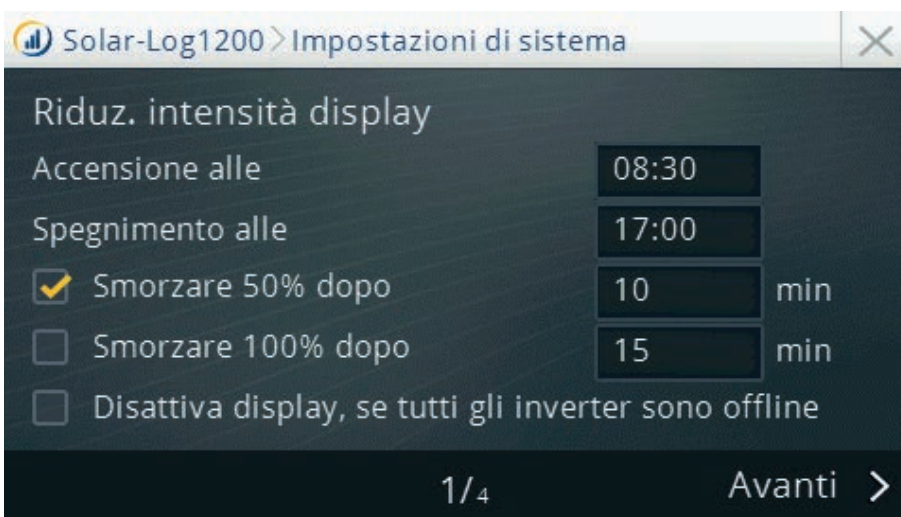 Solar-Log1200 > Impostazioni di sistema
Riduz. intensità display
Accensione alle 08:30
Spegnimento alle 17:00
Smorzare 50% dopo 10 min
Smorzare 100% dopo 15 min
Disattiva display, se tutti gli inverter sono offline
1/4 Avanti >